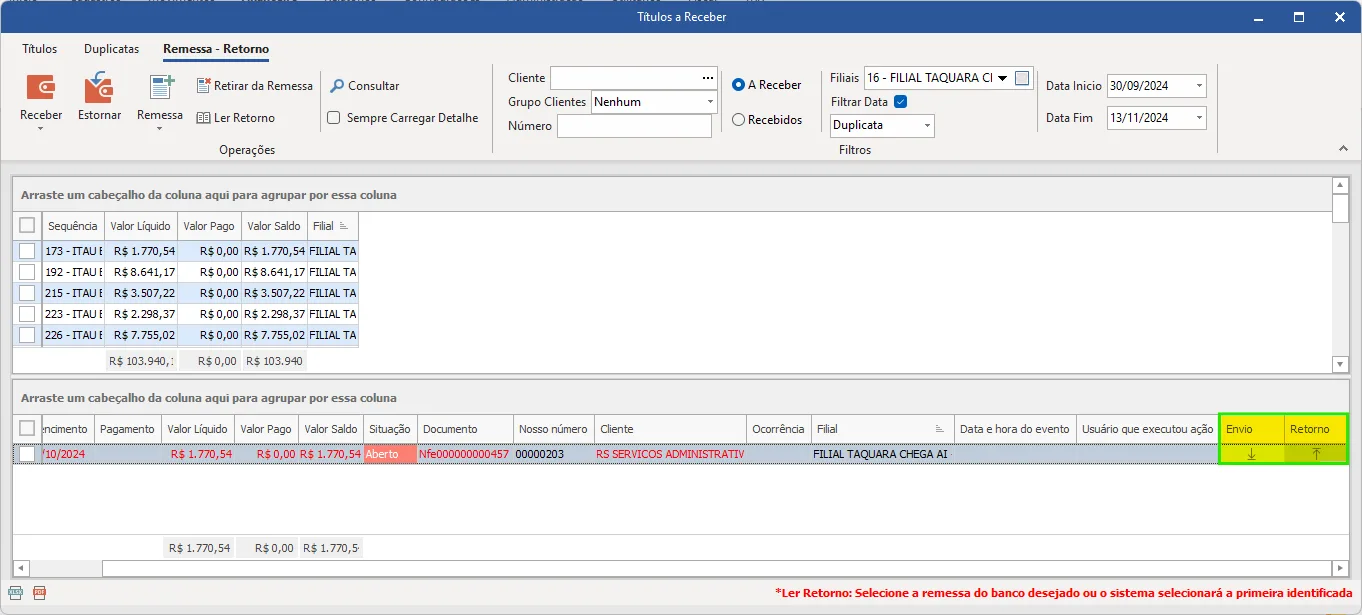 Títulos a Receber
Títulos Duplicatas Remessa - Retorno
Receber
Estornar
Remessa
Retirar da Remessa
Ler Retorno
Consultar
Sempre Carregar Detalhe
Operações
Cliente ...
Grupo Clientes Nenhum
Número
A Receber
Recebidos
Filiais 16 - FILIAL TAQUARA CI
Filtrar Data
Duplicata
Data Inicio 30/09/2024
Data Fim 13/11/2024
Filtros
Arraste um cabeçalho da coluna aqui para agrupar por essa coluna
Sequência Valor Líquido Valor Pago Valor Saldo Filial
173 - ITAU R$ 1.770,54 R$ 0,00 R$ 1.770,54 FILIAL TA
192 - ITAU R$ 8.641,17 R$ 0,00 R$ 8.641,17 FILIAL TA
215 - ITAU R$ 3.507,22 R$ 0,00 R$ 3.507,22 FILIAL TA
223 - ITAU R$ 2.298,37 R$ 0,00 R$ 2.298,37 FILIAL TA
226 - ITAU R$ 7.755,02 R$ 0,00 R$ 7.755,02 FILIAL TA
R$ 103.940, R$ 0,00 R$ 103.940
Arraste um cabeçalho da coluna aqui para agrupar por essa coluna
encimento Pagamento Valor Líquido Valor Pago Valor Saldo Situação Documento Nosso número Cliente Ocorrência Filial Data e hora do evento Usuário que executou ação Envio Retorno
/10/2024 R$ 1.770,54 R$ 0,00 R$ 1.770,54 Aberto Nfe000000000457 00000203 RS SERVICOS ADMINISTRATIV FILIAL TAQUARA CHEGA AI
R$ 1.770,54 R$ 0,00 R$ 1.770,5
XLSX PDF *Ler Retorno: Selecione a remessa do banco desejado ou o sistema selecionará a primeira identificada